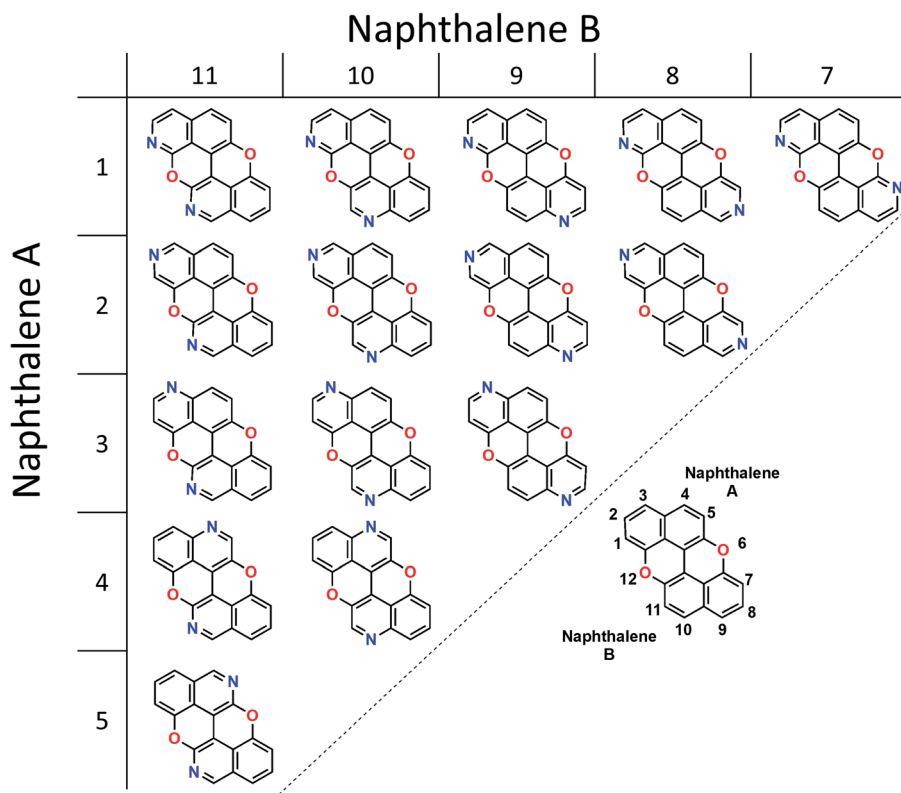 Naphthalene B
11 10 9 8 7
Naphthalene A
1
N O O N
N O O N
N O O N
N O O N
N O O N
2
N O O N
N O O N
N O O N
N O O N
3
N O O N
N O O N
N O O N
4
N O O N
N O O N
5
N O O N
Naphthalene
A
3 4
2 5
1 O 6
12 O 7
11 8
10 9
Naphthalene
B